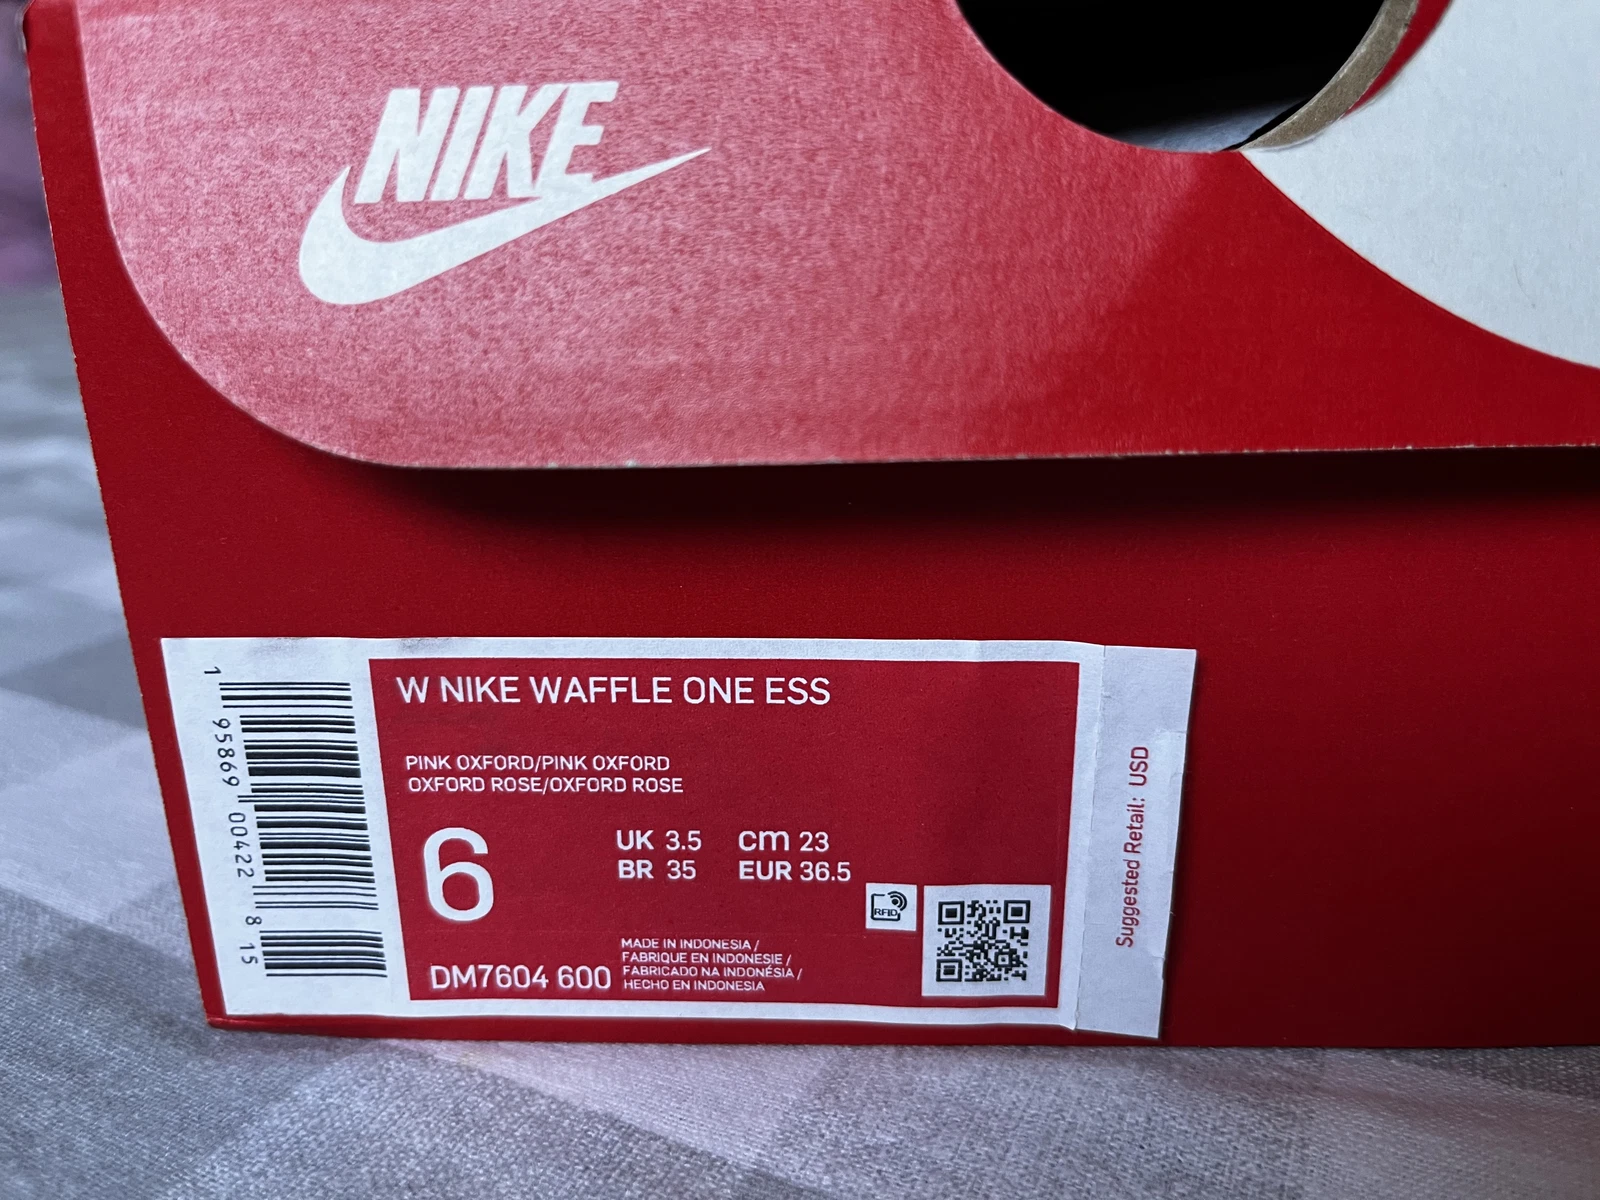 NIKE
W NIKE WAFFLE ONE ESS
PINK OXFORD/PINK OXFORD
OXFORD ROSE/OXFORD ROSE
6
UK 3.5 cm 23
BR 35 EUR 36.5
RFID
DM7604 600
MADE IN INDONESIA /
FABRIQUE EN INDONESIE /
FABRICADO NA INDONÉSIA /
HECHO EN INDONESIA
1 95869 00422 8 15
Suggested Retail: USD